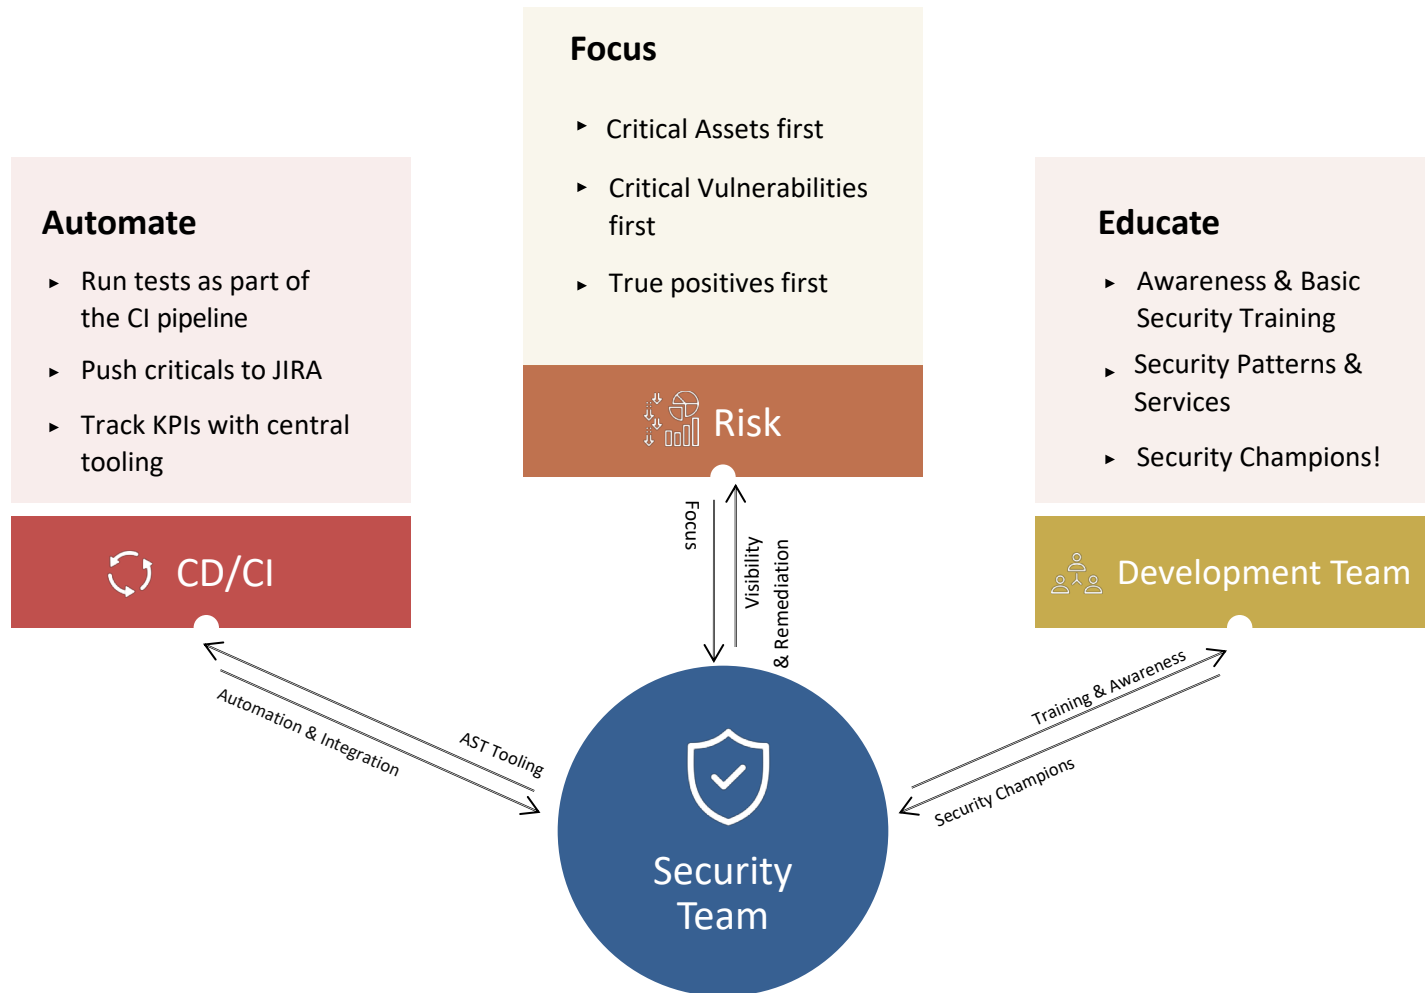 Focus
Critical Assets first
Critical Vulnerabilities
first
True positives first
Risk
Automate
Run tests as part of
the CI pipeline
Push criticals to JIRA
Track KPIs with central
tooling
CD/CI
Educate
Awareness & Basic
Security Training
Security Patterns &
Services
Security Champions!
Development Team
Focus
Visibility
& Remediation
AST Tooling
Automation & Integration
Training & Awareness
Security Champions
Security
Team